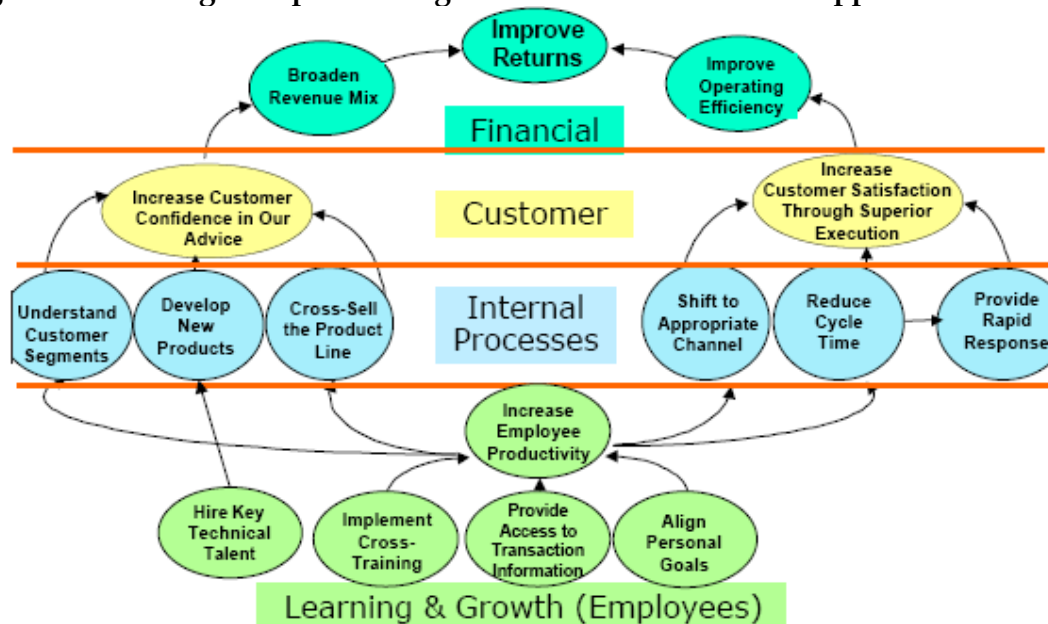 Improve
Returns
Broaden
Revenue Mix
Improve
Operating
Efficiency
Financial
Increase Customer
Confidence in Our
Advice
Customer
Increase
Customer Satisfaction
Through Superior
Execution
Understand
Customer
Segments
Develop
New
Products
Cross-Sell
the Product
Line
Internal
Processes
Shift to
Appropriate
Channel
Reduce
Cycle
Time
Provide
Rapid
Response
Increase
Employee
Productivity
Hire Key
Technical
Talent
Implement
Cross-
Training
Provide
Access to
Transaction
Information
Align
Personal
Goals
Learning & Growth (Employees)